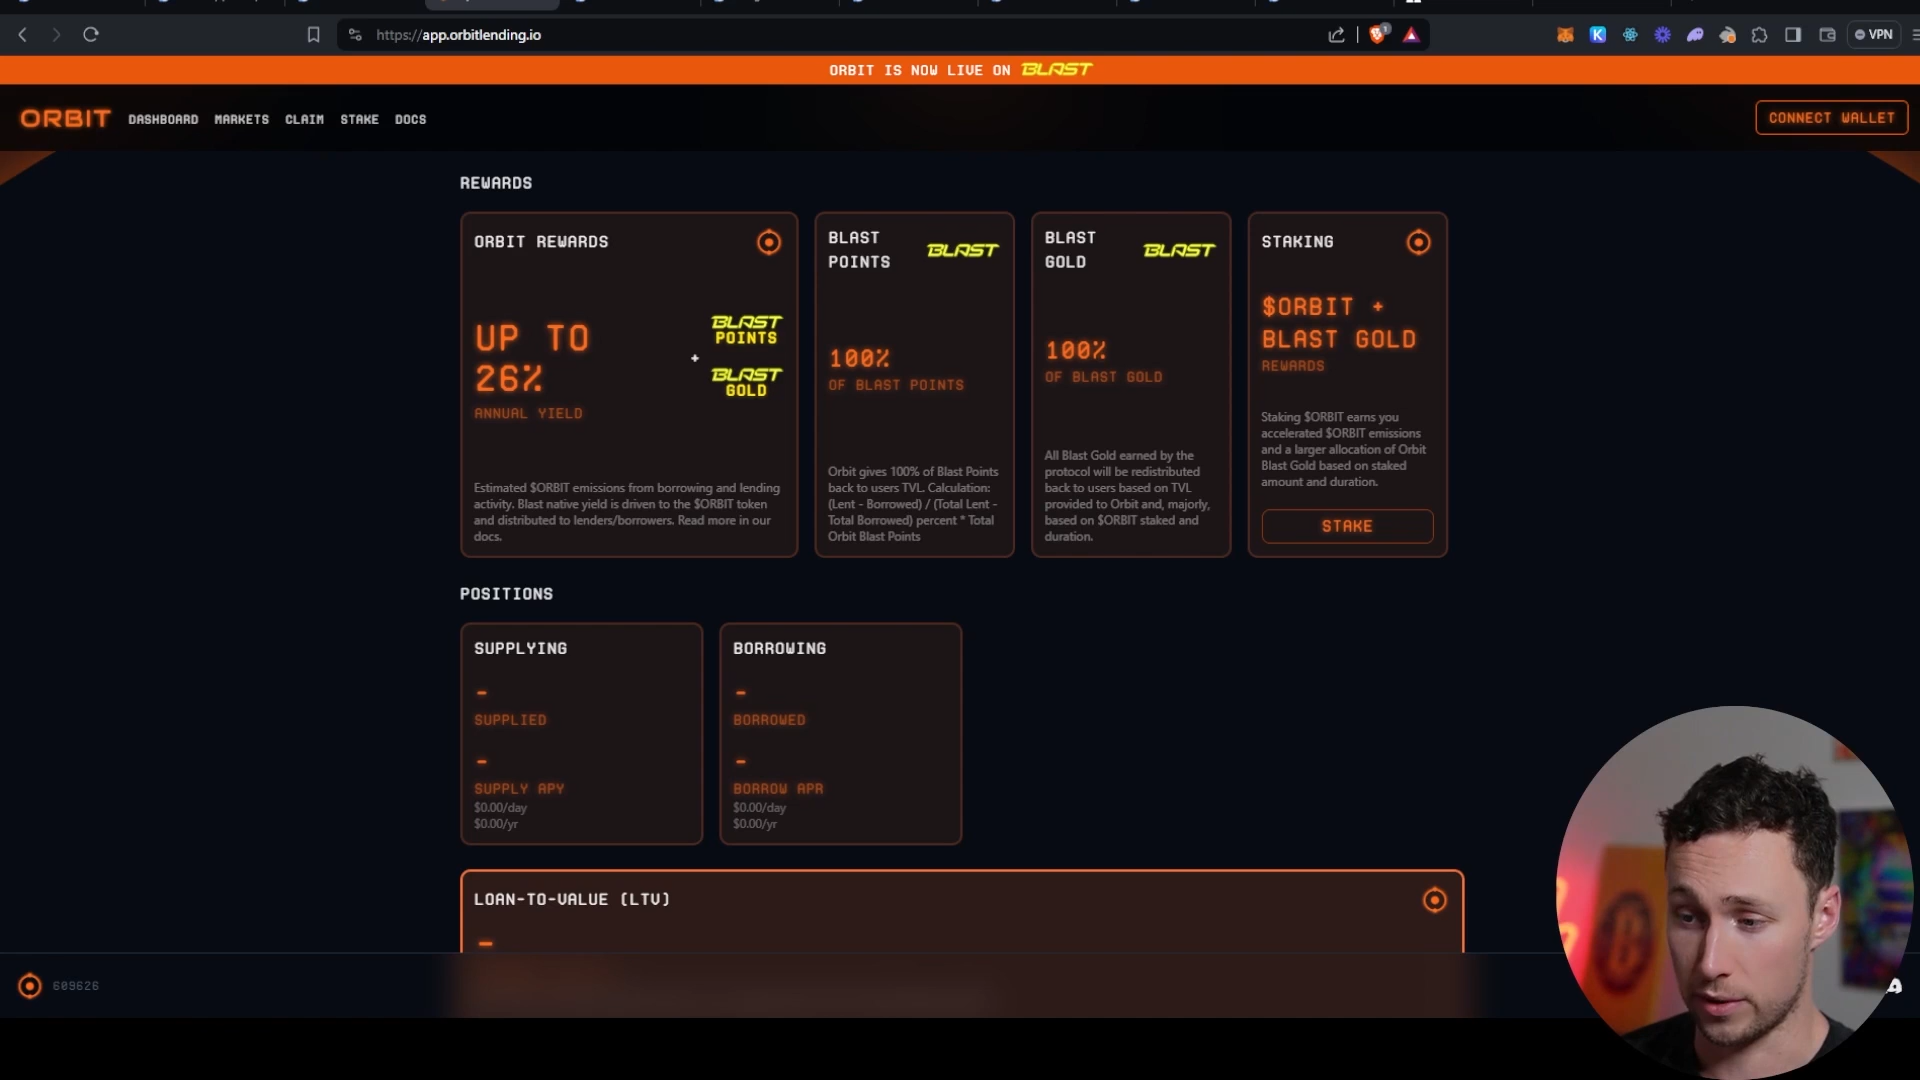 https://app.orbitlending.io
1
VPN
ORBIT IS NOW LIVE ON BLAST
ORBIT DASHBOARD MARKETS CLAIM STAKE DOCS CONNECT WALLET
REWARDS
ORBIT REWARDS
UP TO
26%
ANNUAL YIELD
BLAST
POINTS
+
BLAST
GOLD
Estimated $ORBIT emissions from borrowing and lending
activity. Blast native yield is driven to the $ORBIT token
and distributed to lenders/borrowers. Read more in our
docs.
BLAST
POINTS
BLAST
100%
OF BLAST POINTS
Orbit gives 100% of Blast Points
back to users TVL. Calculation:
(Lent - Borrowed) / (Total Lent -
Total Borrowed) percent * Total
Orbit Blast Points
BLAST
GOLD
BLAST
100%
OF BLAST GOLD
All Blast Gold earned by the
protocol will be redistributed
back to users based on TVL
provided to Orbit and, majorly,
based on $ORBIT staked and
duration.
STAKING
$ORBIT +
BLAST GOLD
REWARDS
Staking $ORBIT earns you
accelerated $ORBIT emissions
and a larger allocation of Orbit
Blast Gold based on staked
amount and duration.
STAKE
POSITIONS
SUPPLYING
-
SUPPLIED
-
SUPPLY APY
$0.00/day
$0.00/yr
BORROWING
-
BORROWED
-
BORROW APR
$0.00/day
$0.00/yr
LOAN-TO-VALUE (LTV)
-
609626